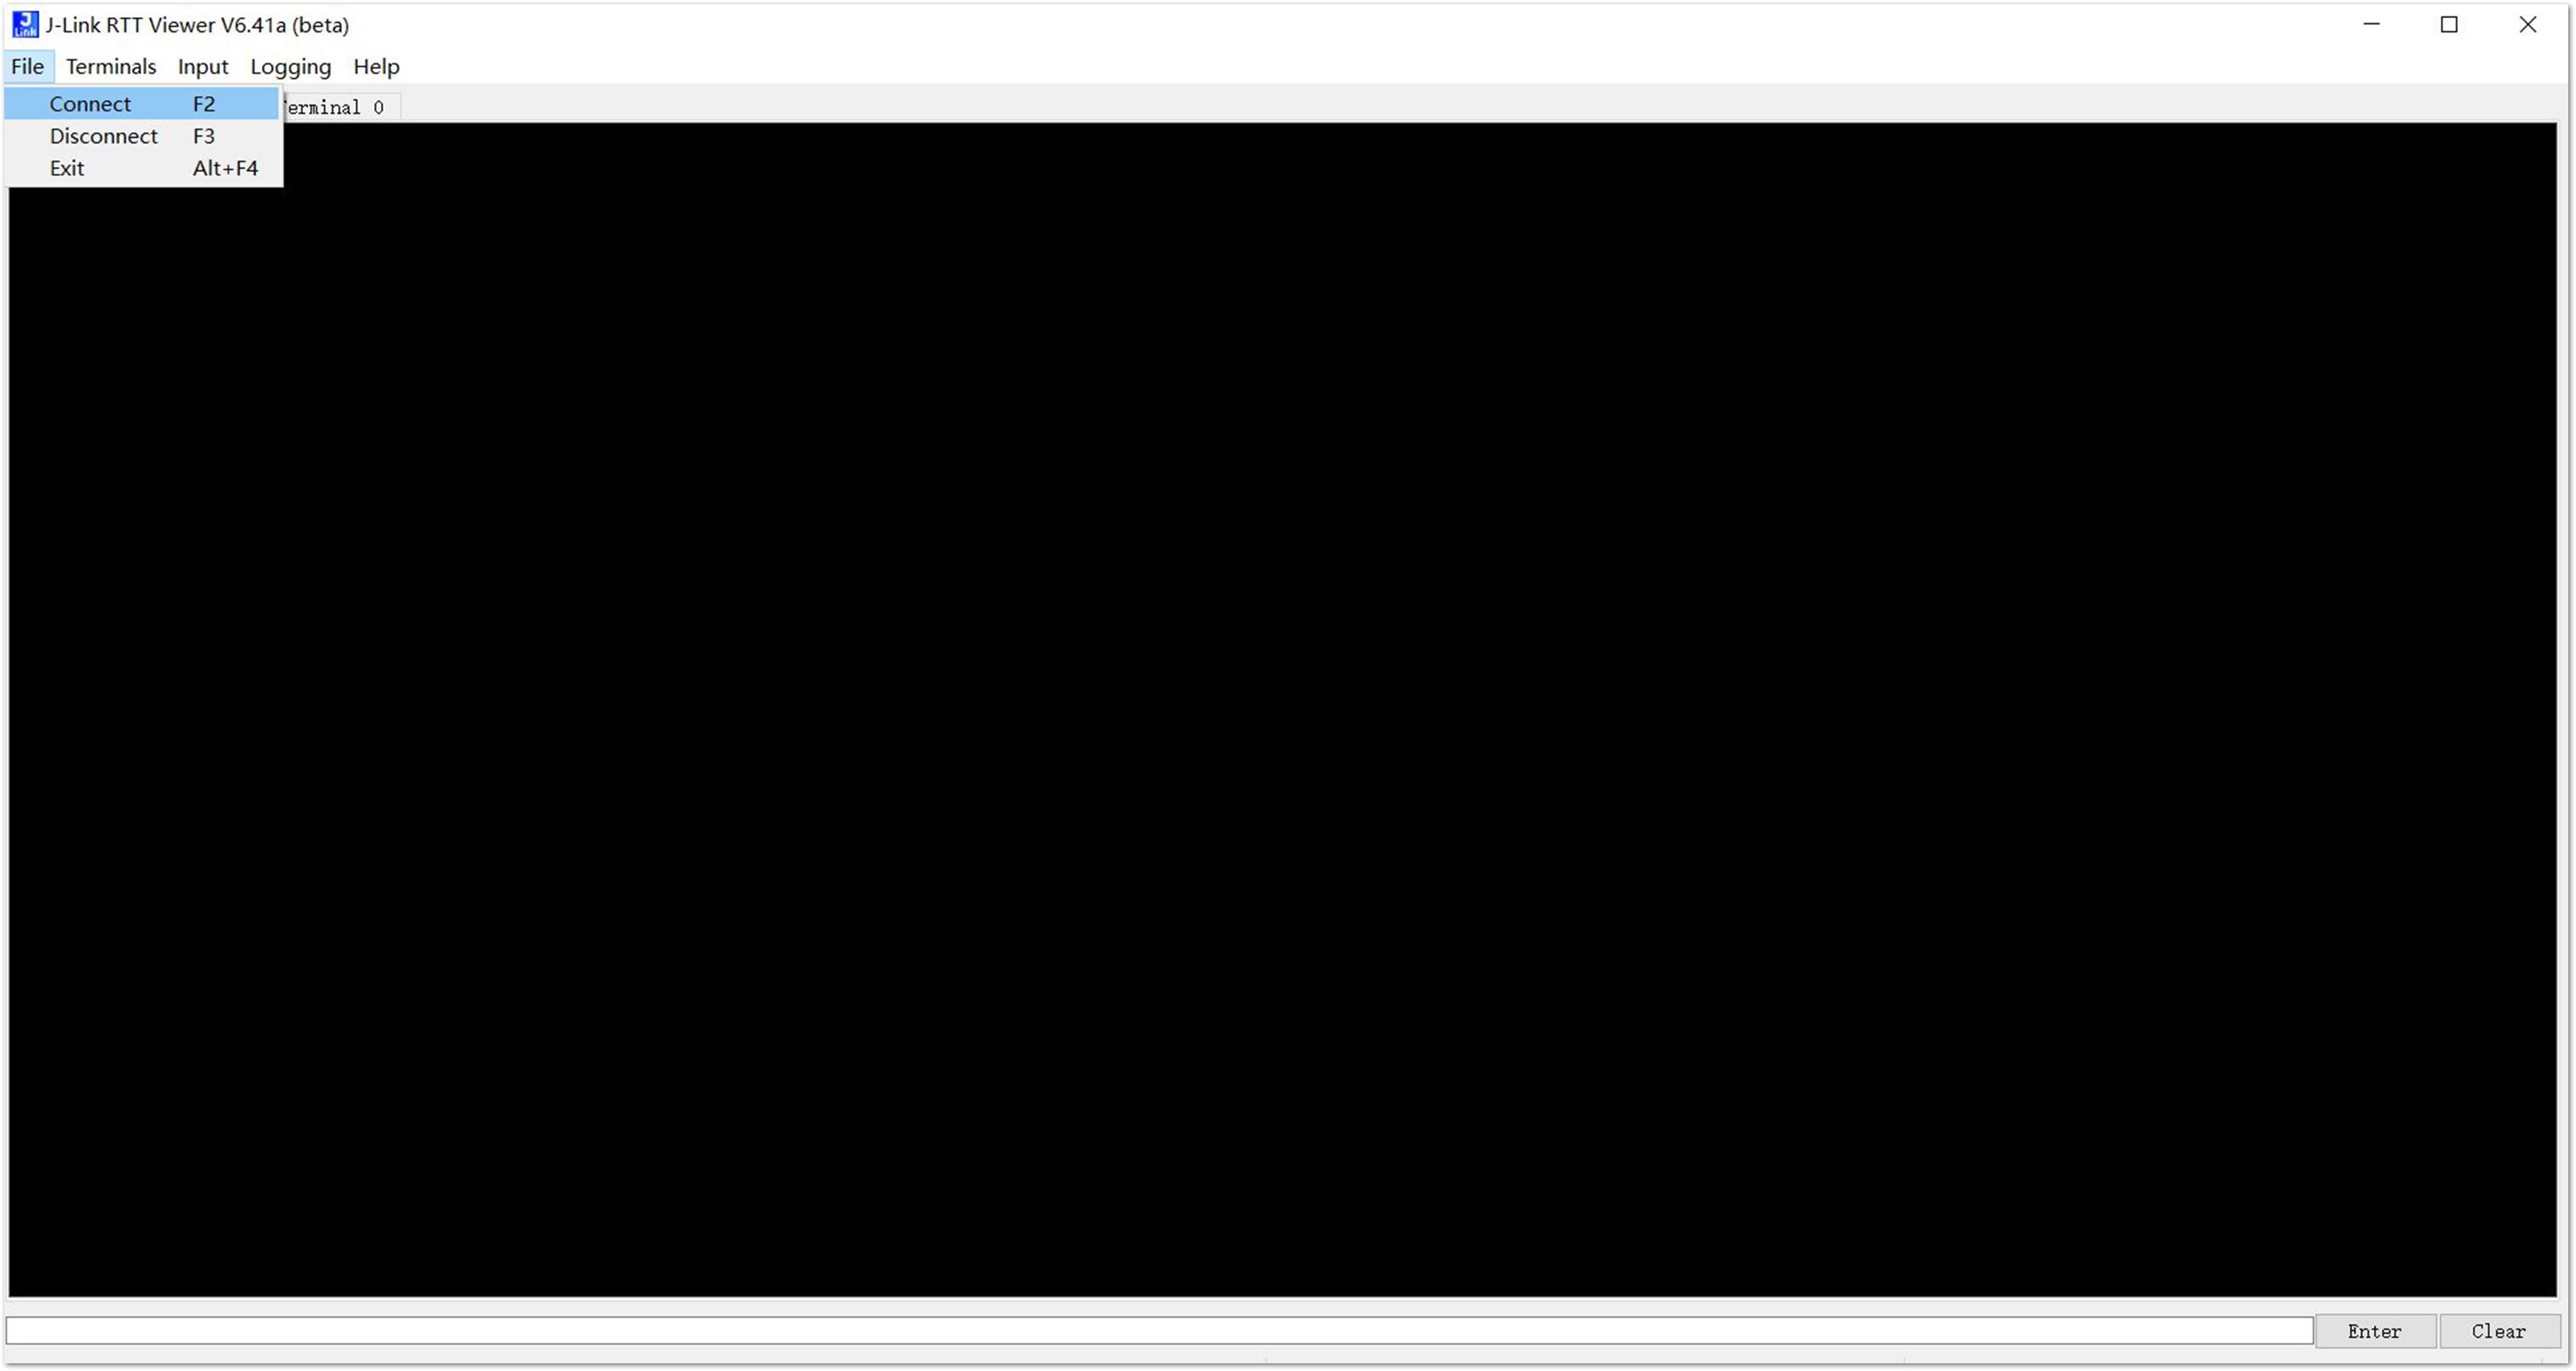 J-Link RTT Viewer V6.41a (beta)
File Terminals Input Logging Help
Connect F2
erminal 0
Disconnect F3
Exit Alt+F4
Enter Clear